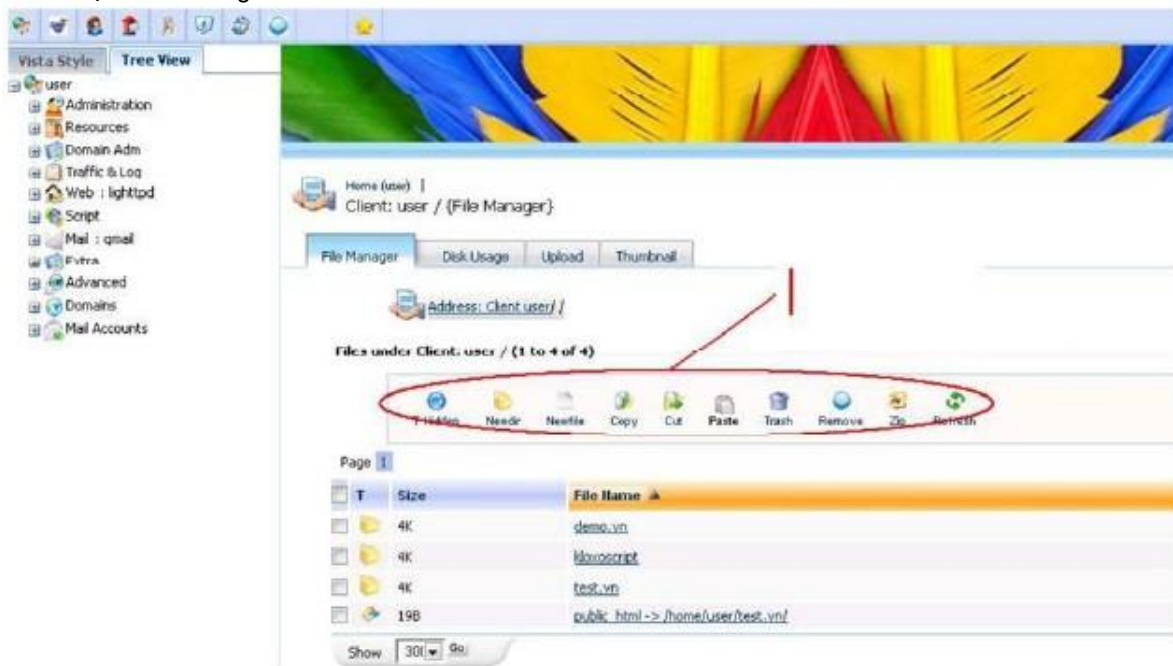 Vista Style Tree View
user
Administration
Resources
Domain Adm
Traffic & Log
Web : lighttpd
Script
Mail : qmail
Extra
Advanced
Domains
Mail Accounts
Home (user) |
Client: user / {File Manager}
File Manager Disk Usage Upload Thumbnail
Address: Client user/ /
Files under Client: user / (1 to 4 of 4)
Hidden Newdir Newfile Copy Cut Paste Trash Remove Zip Refresh
Page 1
T Size File Name
4K demo.vn
4K kloxoscript
4K test.vn
19B public_html -> /home/user/test.vn/
Show Go